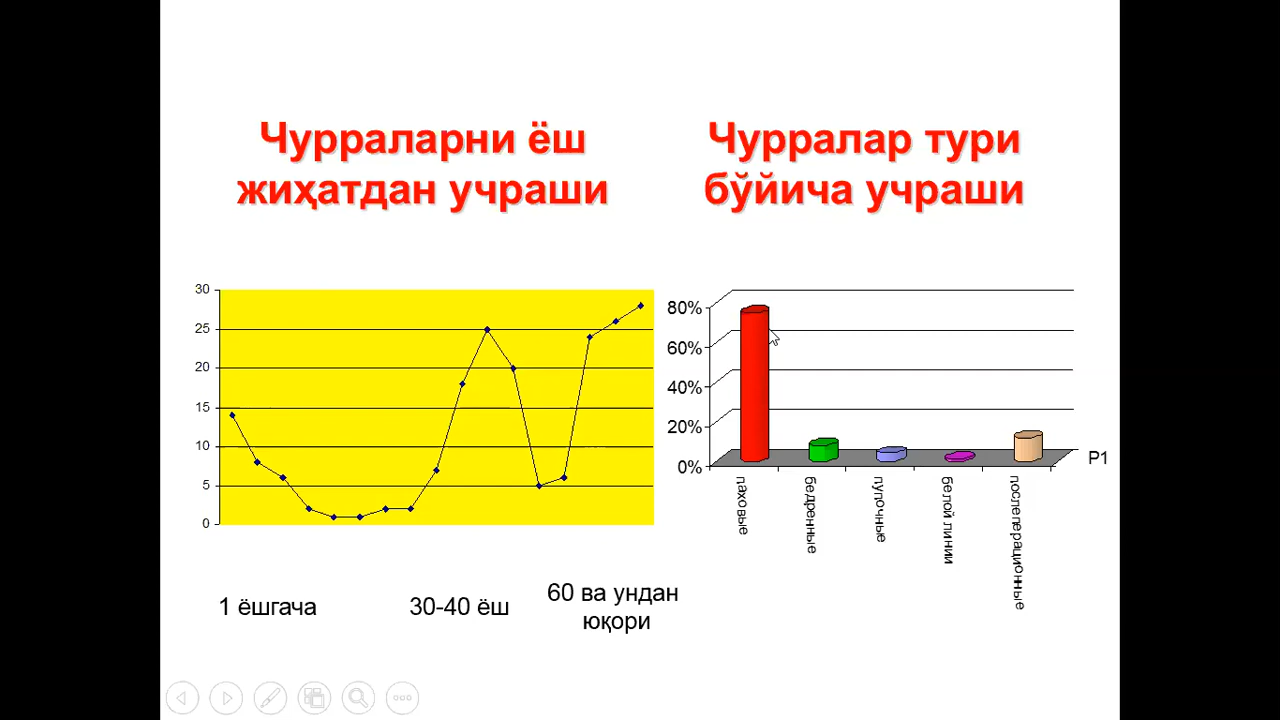 Чурраларни ёш
жиҳатдан учраши
Чурралар тури
бўйича учраши
30
25
20
15
10
5
0
1 ёшгача
30-40 ёш
60 ва ундан
юқори
80%
60%
40%
20%
0%
паховые
бедренные
пупочные
белой линии
послеперационные
P1